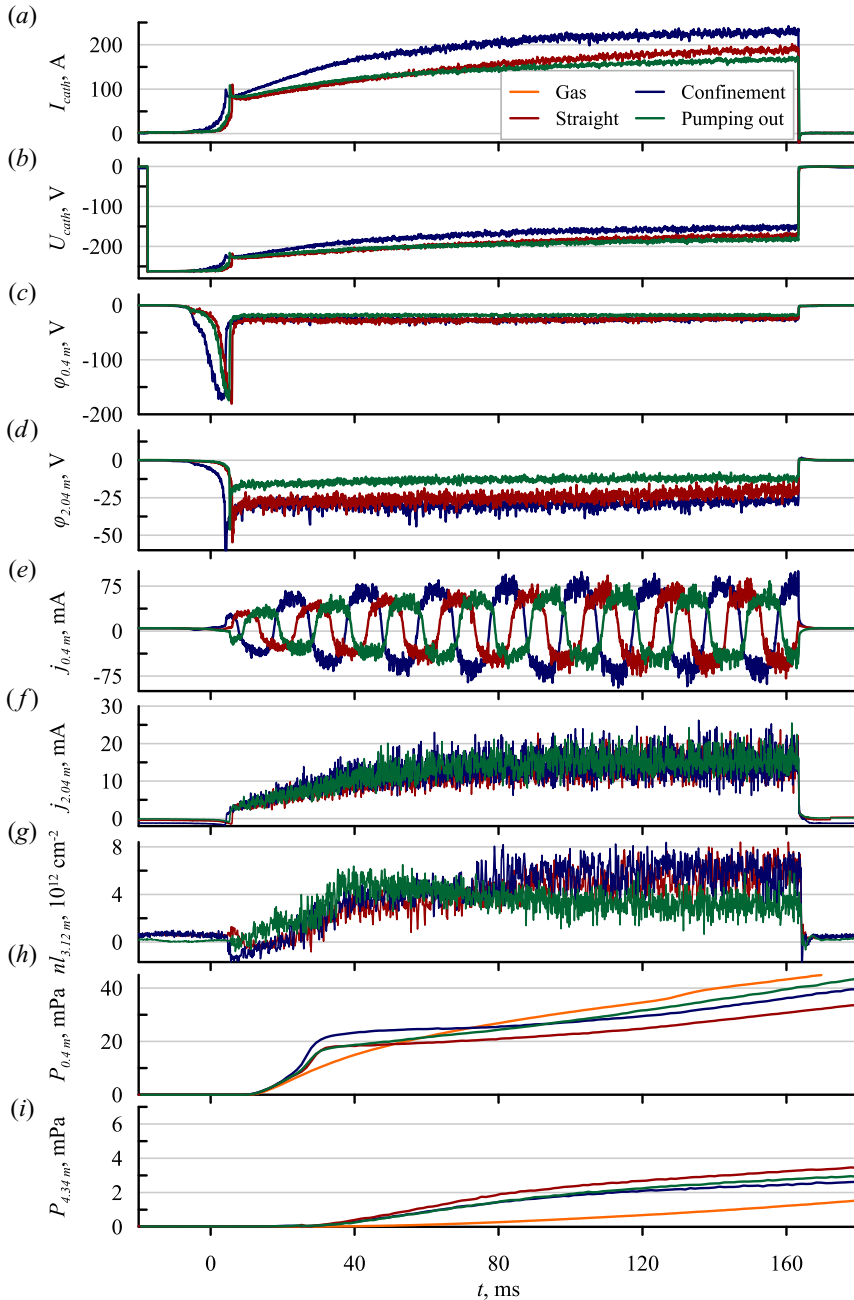 (a)
I_cath, A
200
100
0
Gas
Confinement
Straight
Pumping out
(b)
U_cath, V
0
-100
-200
(c)
φ_0.4 m, V
0
-100
-200
(d)
φ_2.04 m, V
0
-25
-50
(e)
j_0.4 m, mA
75
0
-75
(f)
j_2.04 m, mA
30
20
10
0
(g)
nl_3.12 m, 10^12 cm^-2
8
4
0
(h)
P_0.4 m, mPa
40
20
0
(i)
P_4.34 m, mPa
6
4
2
0
0 40 80 120 160
t, ms